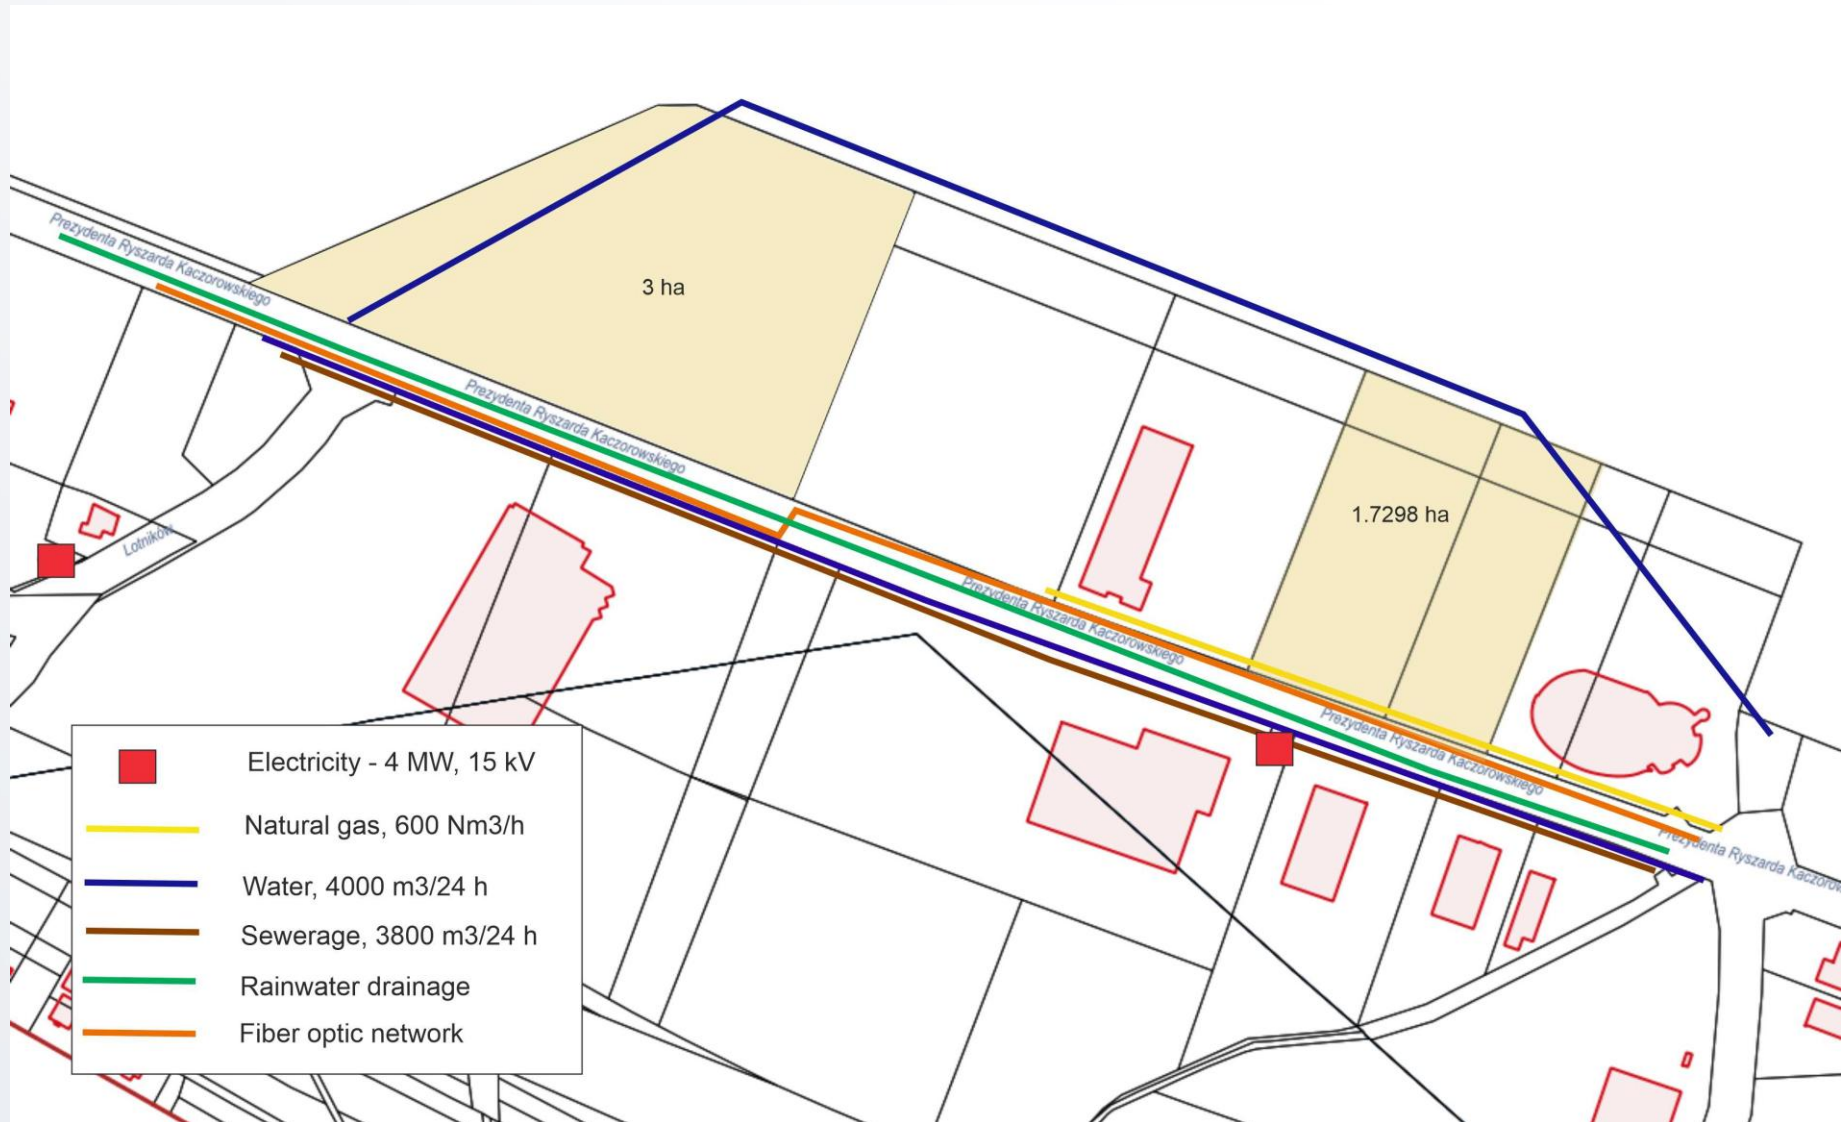 Prezydenta Ryszarda Kaczorowskiego
3 ha
Prezydenta Ryszarda Kaczorowskiego
1.7298 ha
Lotników
Prezydenta Ryszarda Kaczorowskiego
Prezydenta Ryszarda Kaczorowskiego
Prezydenta Ryszarda
Electricity - 4 MW, 15 kV
Natural gas, 600 Nm3/h
Water, 4000 m3/24 h
Sewerage, 3800 m3/24 h
Rainwater drainage
Fiber optic network